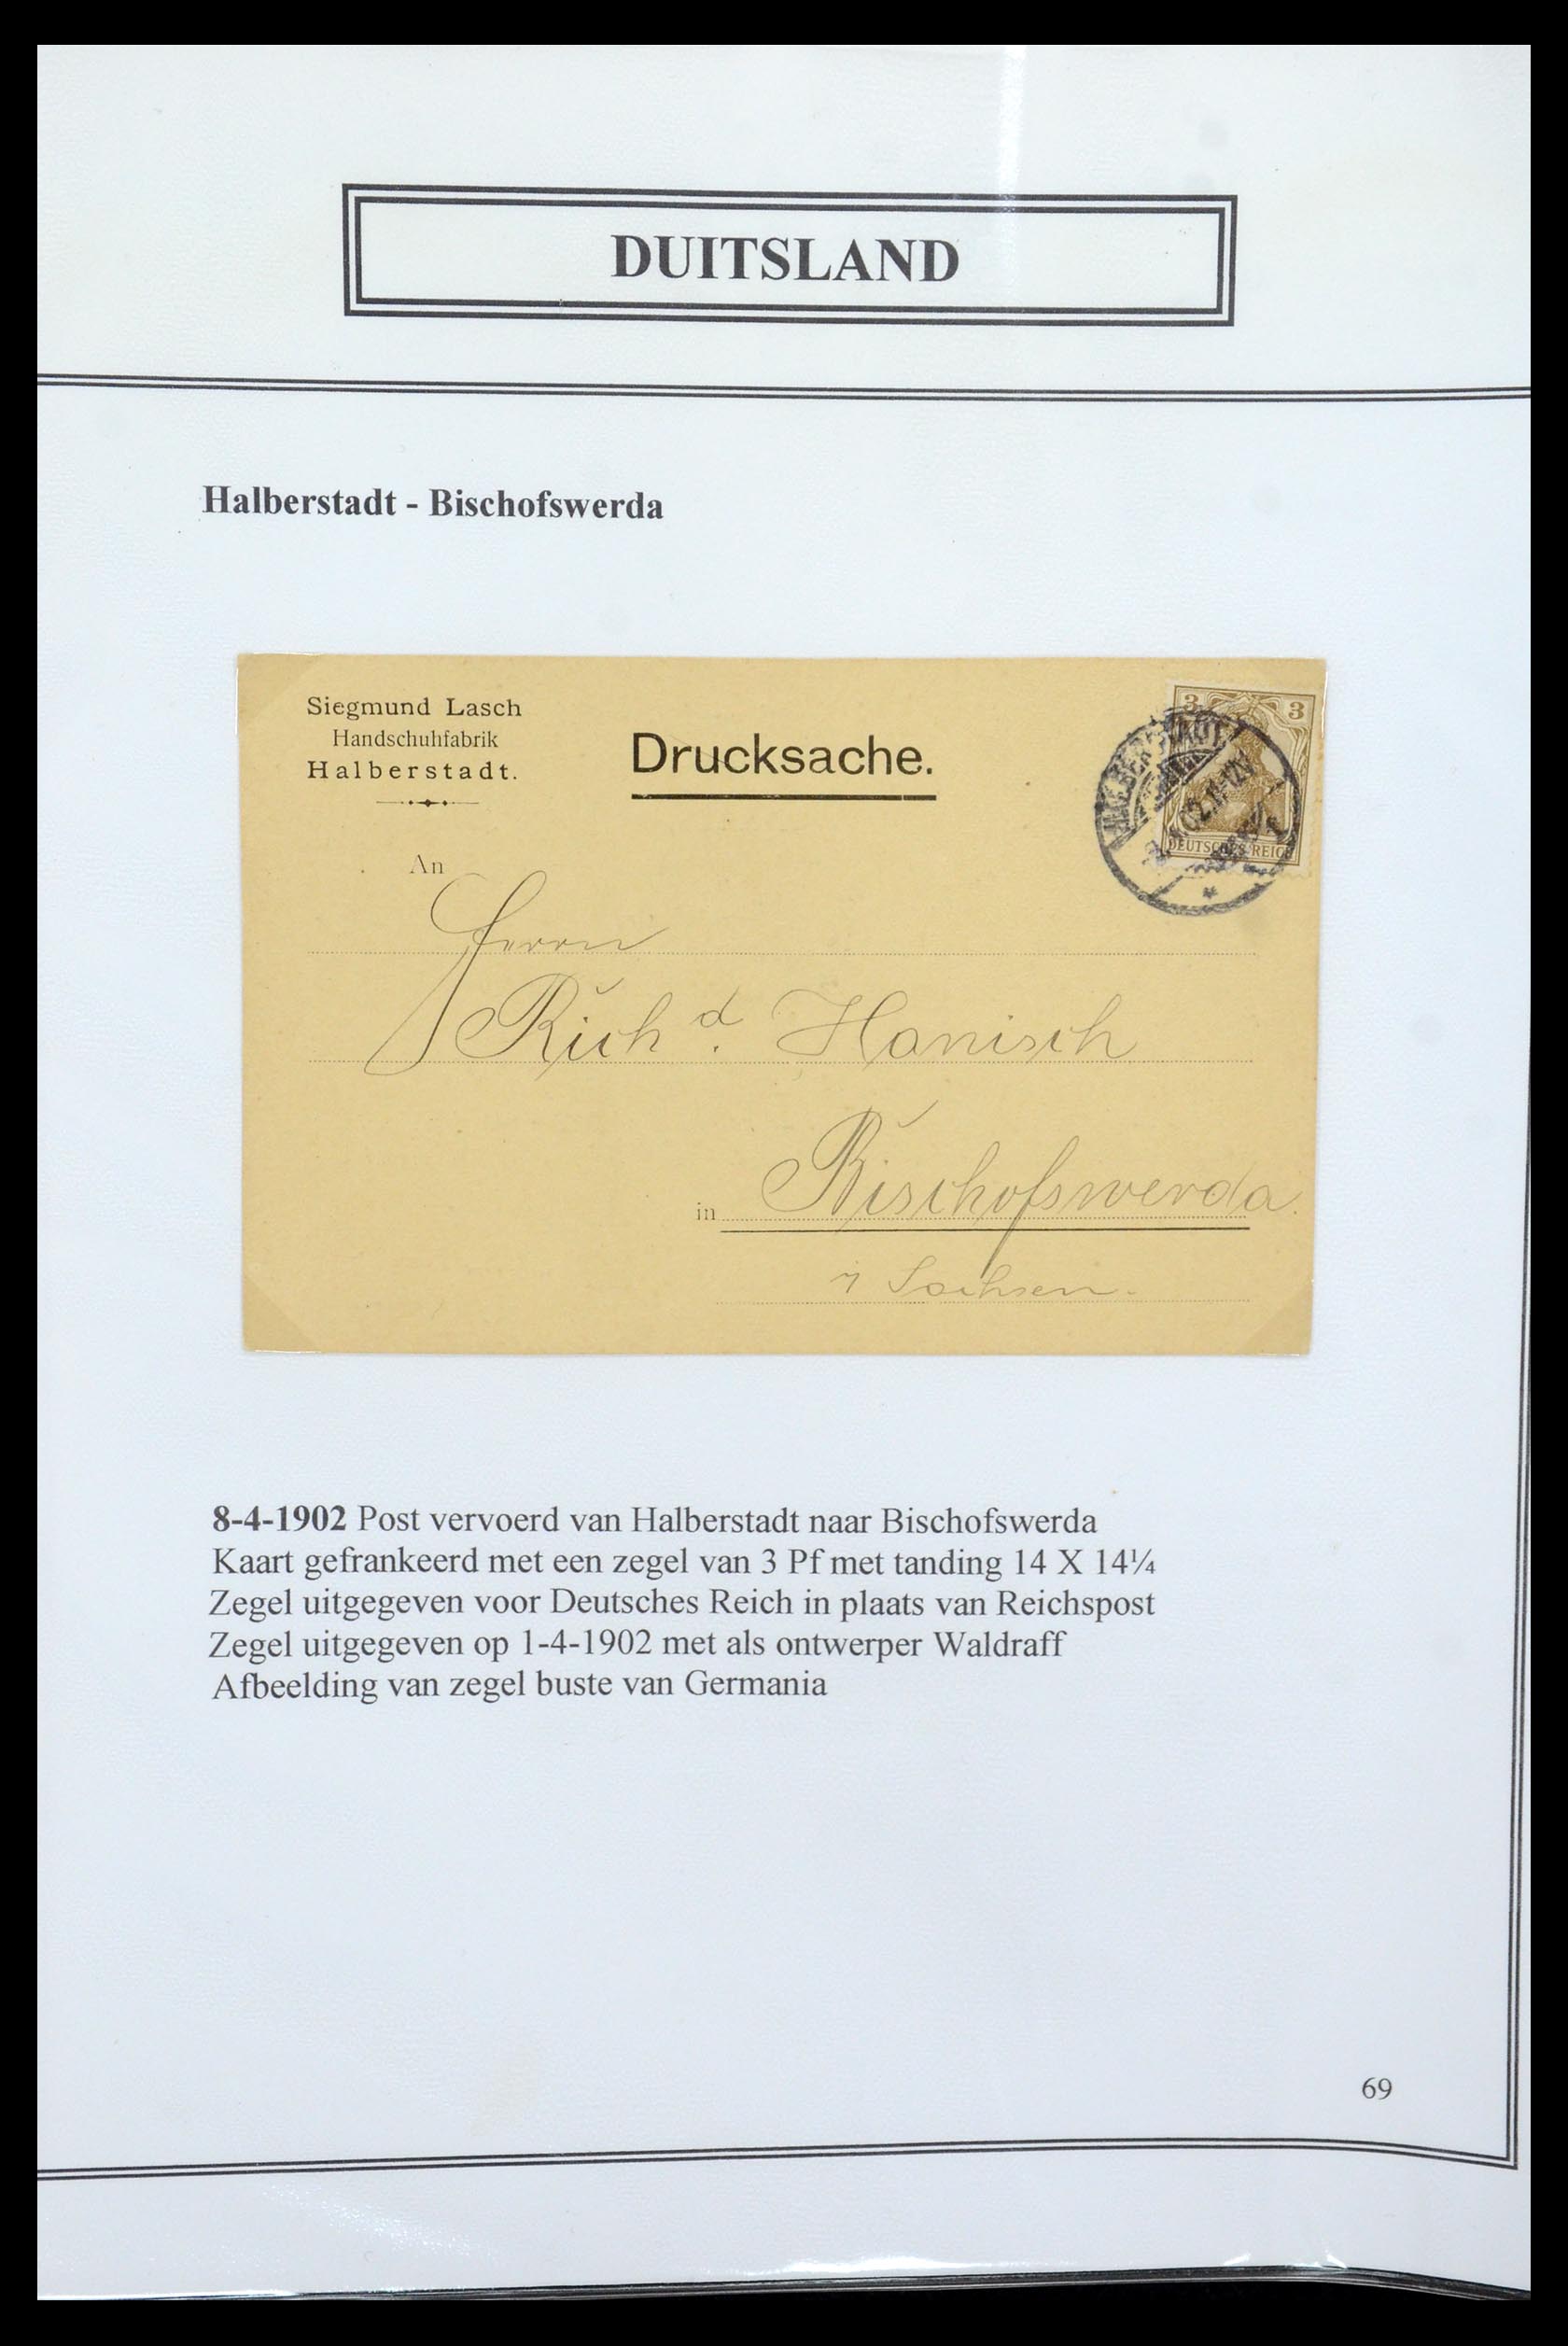 DUITSLAND
Halberstadt - Bischofswerda
Siegmund Lasch
Handschuhfabrik
Halberstadt.
Drucksache.
3 3
DEUTSCHES REICH
An
Herrn
Rich d. Hanisch
in Bischofswerda.
i Sachsen.
8-4-1902 Post vervoerd van Halberstadt naar Bischofswerda
Kaart gefrankeerd met een zegel van 3 Pf met tanding 14 X 14¼
Zegel uitgegeven voor Deutsches Reich in plaats van Reichspost
Zegel uitgegeven op 1-4-1902 met als ontwerper Waldraff
Afbeelding van zegel buste van Germania
69